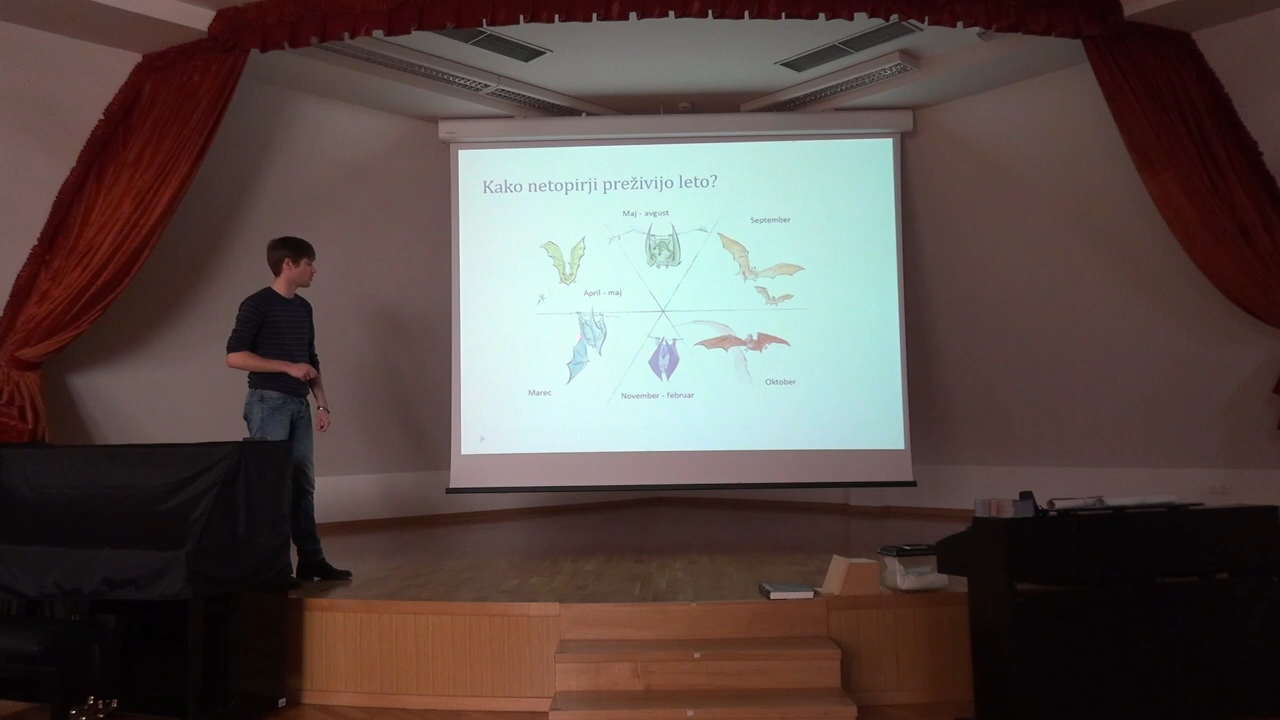 Kako netopirji preživijo leto?
Maj - avgust
September
April - maj
Marec
November - februar
Oktober